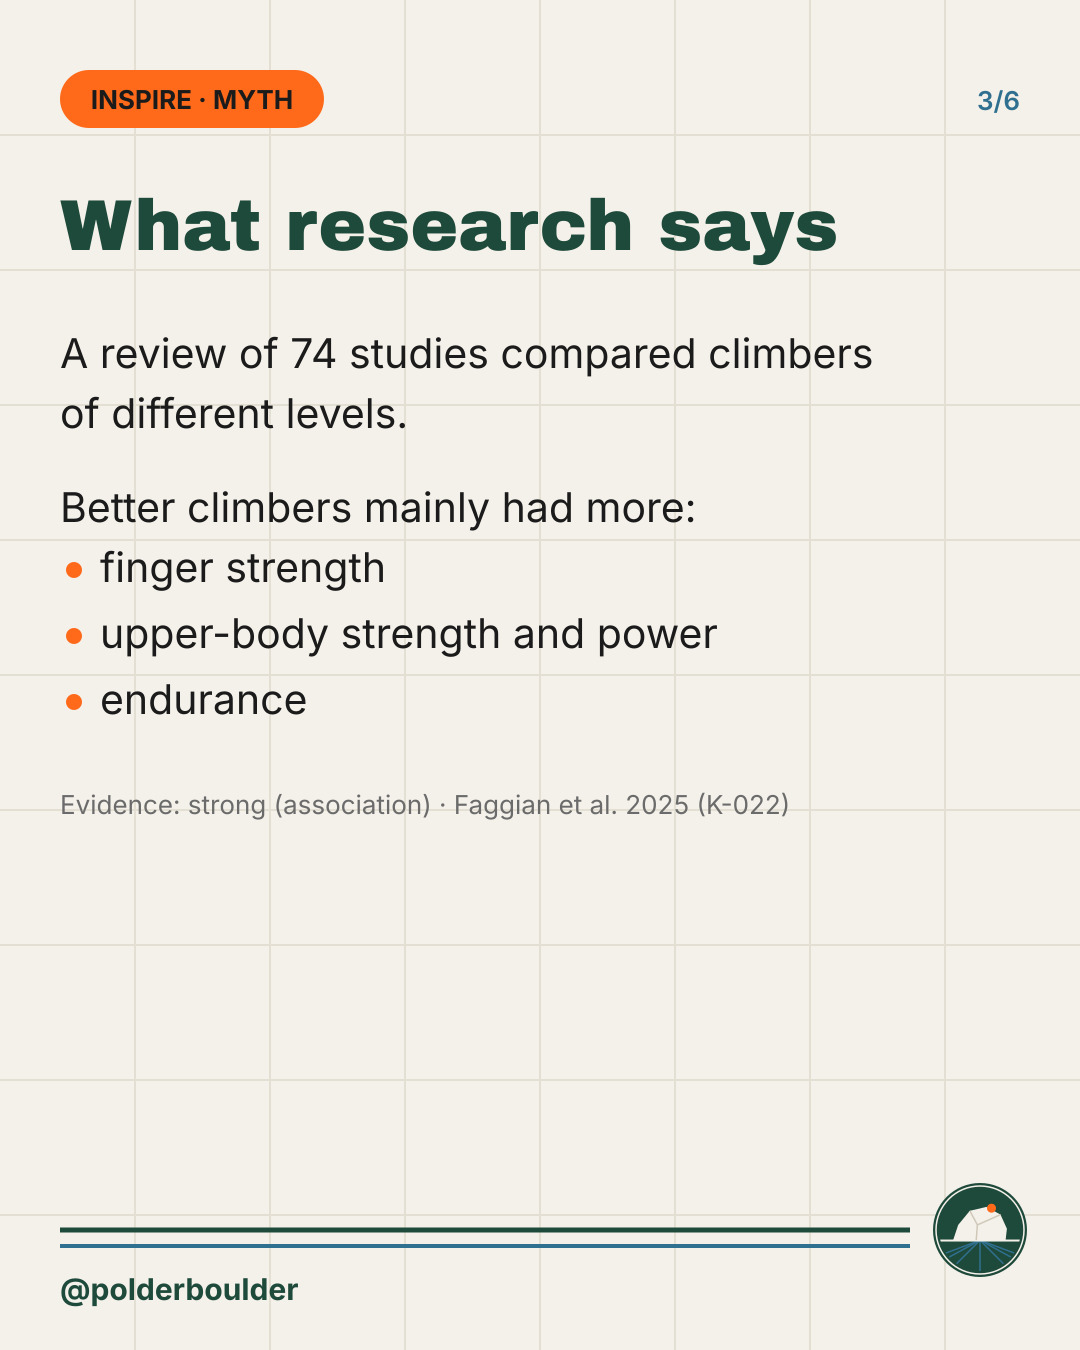 INSPIRE · MYTH
3/6
What research says
A review of 74 studies compared climbers
of different levels.
Better climbers mainly had more:
• finger strength
• upper-body strength and power
• endurance
Evidence: strong (association) · Faggian et al. 2025 (K-022)
@polderboulder